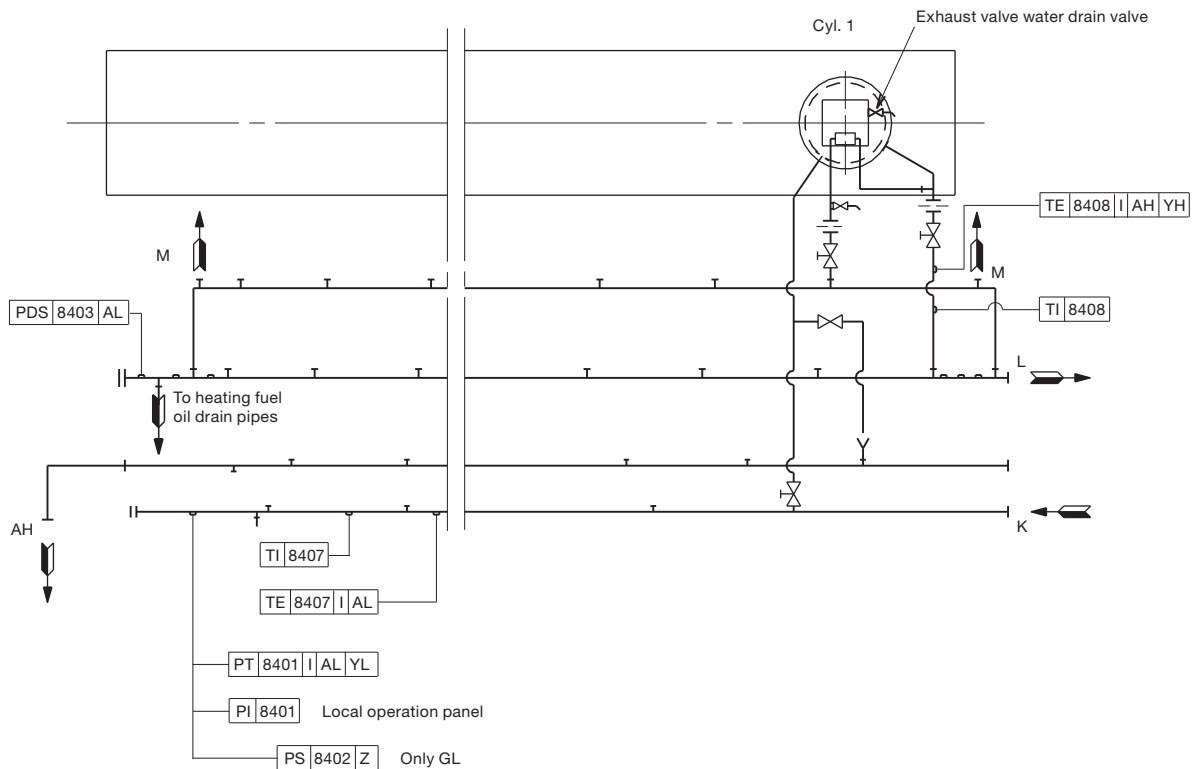 Cyl. 1
Exhaust valve water drain valve
TE 8408 I AH YH
M
M
PDS 8403 AL
TI 8408
L
To heating fuel
oil drain pipes
AH
K
TI 8407
TE 8407 I AL
PT 8401 I AL YL
PI 8401 Local operation panel
PS 8402 Z Only GL